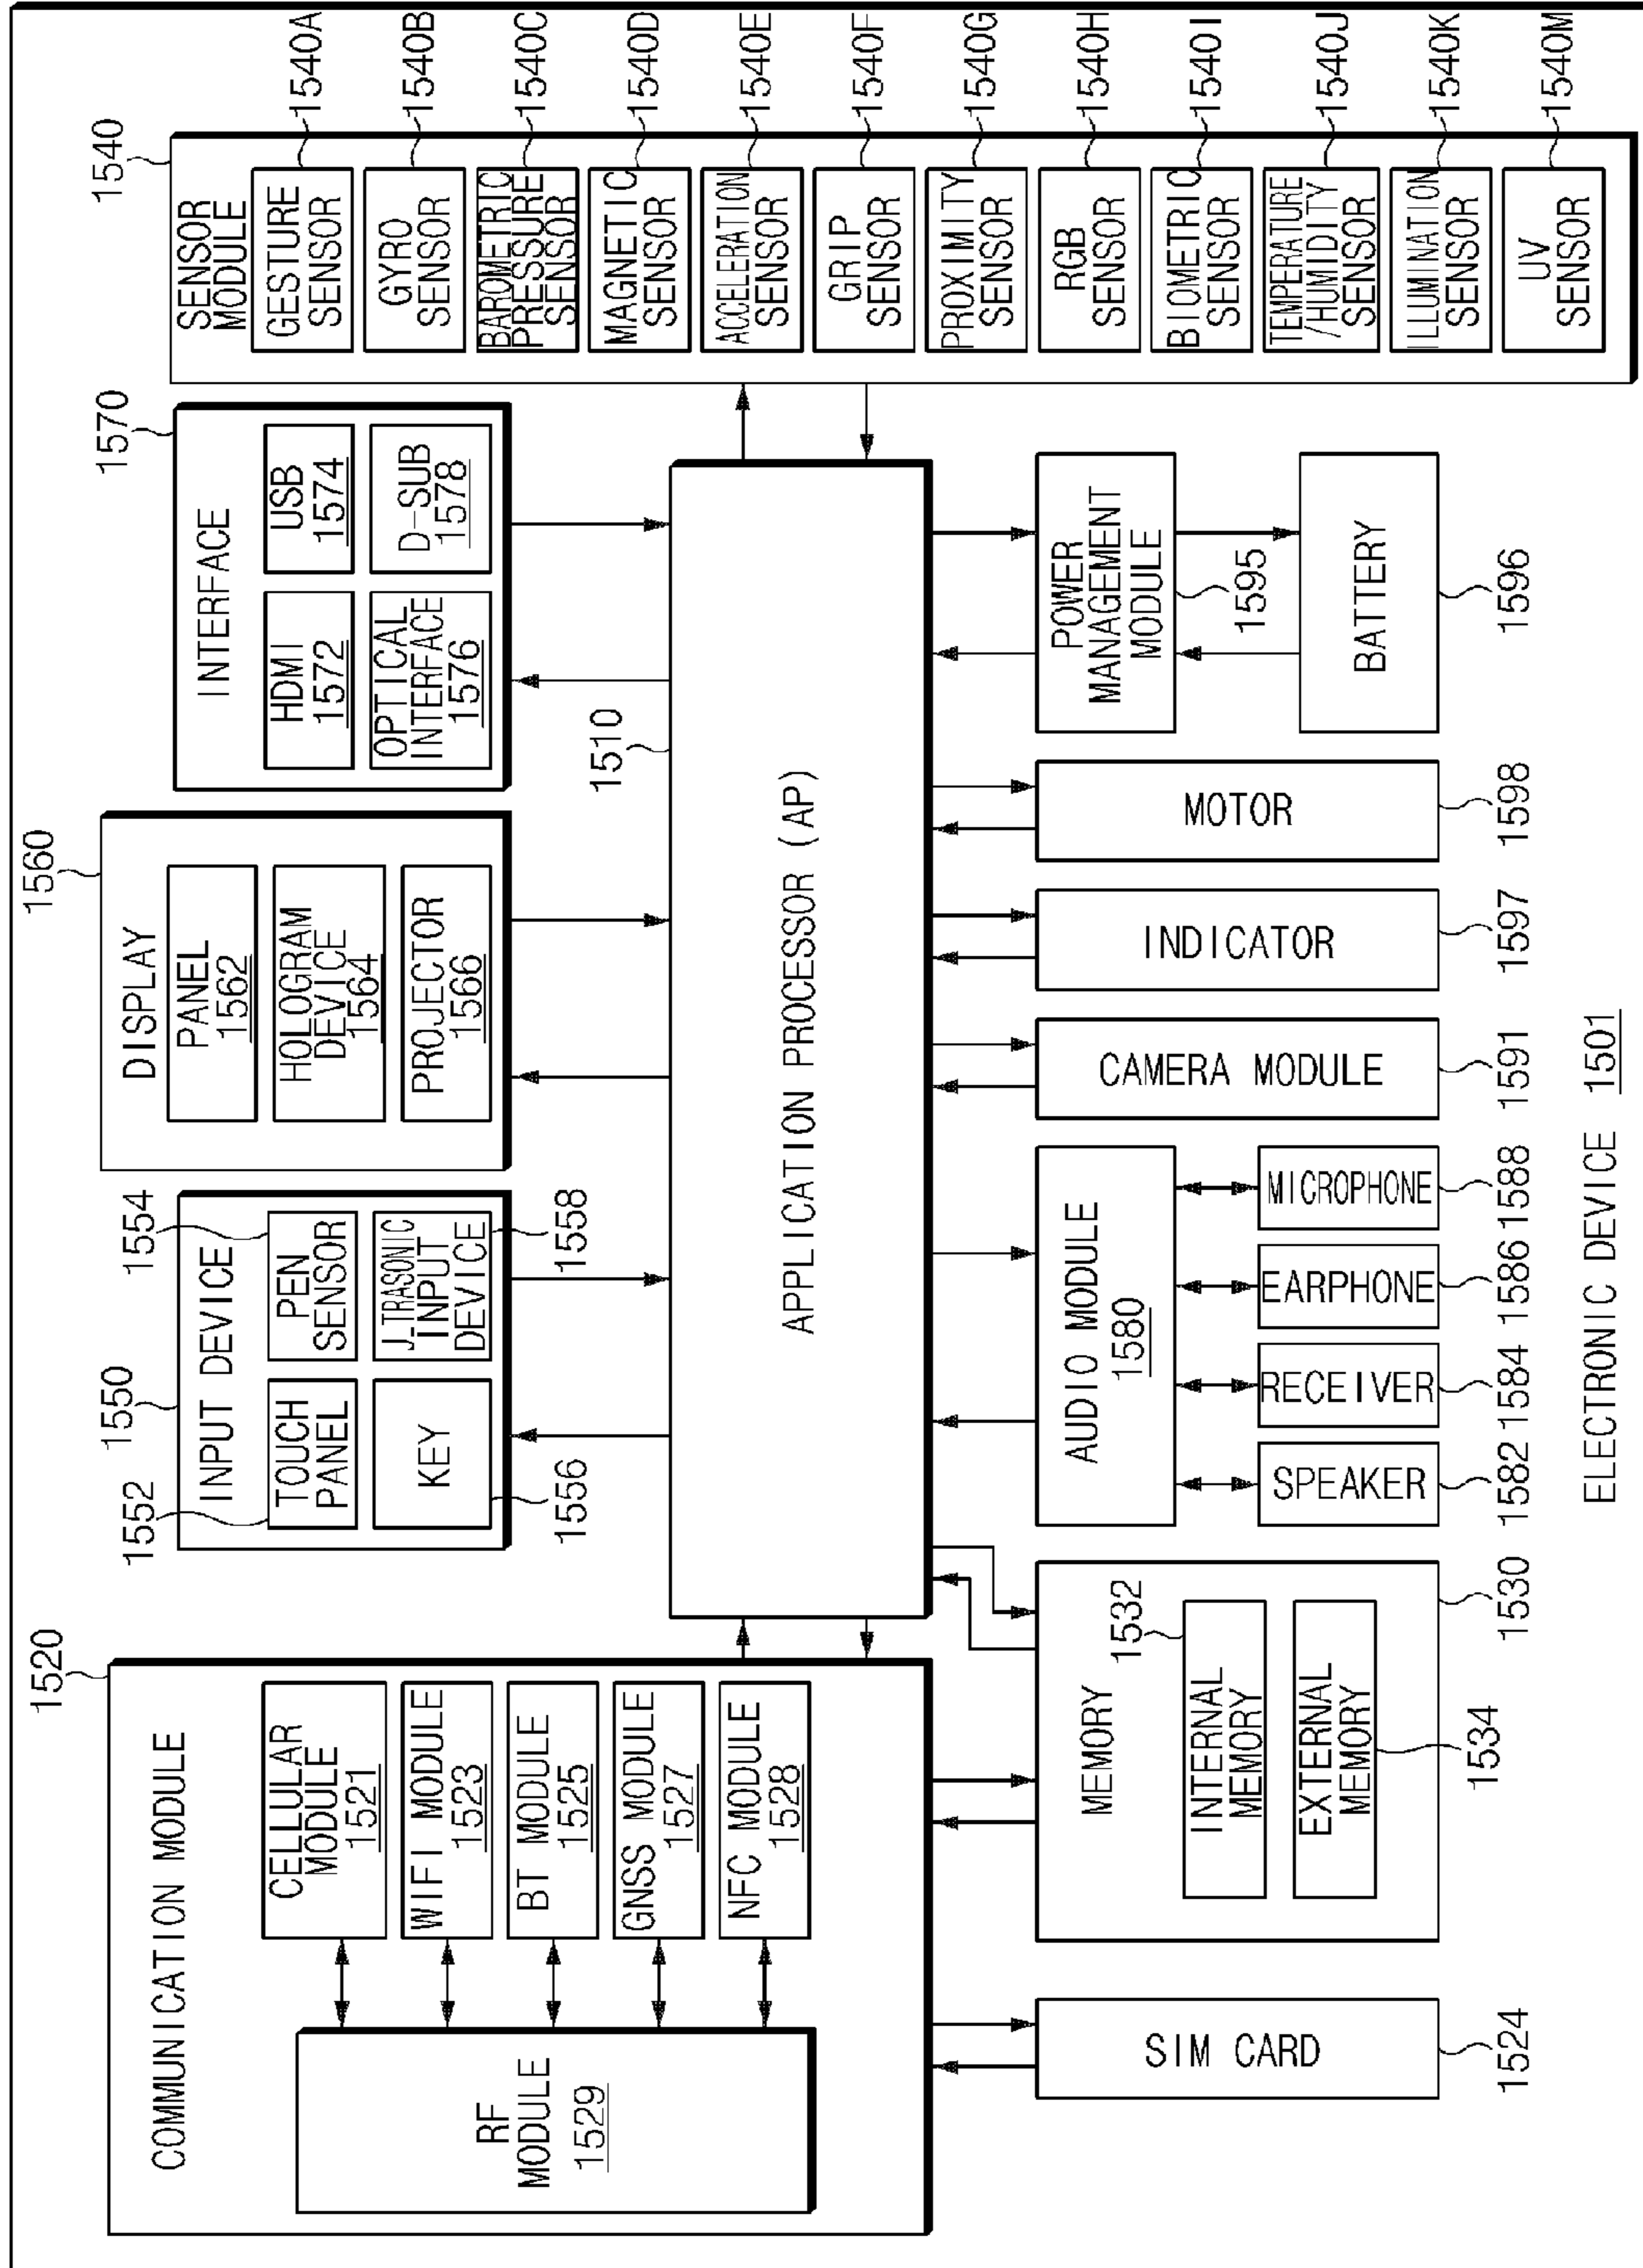 1520
COMMUNICATION MODULE
RF
MODULE
1529
CELLULAR
MODULE
1521
WIFI MODULE
1523
BT MODULE
1525
GNSS MODULE
1527
NFC MODULE
1528
1550
INPUT DEVICE
1552
TOUCH
PANEL
1554
PEN
SENSOR
KEY
1556
J.TRASONIC
INPUT
DEVICE
1558
1560
DISPLAY
PANEL
1562
HOLOGRAM
DEVICE
1564
PROJECTOR
1566
1570
INTERFACE
HDMI
1572
USB
1574
OPTICAL
INTERFACE
1576
D-SUB
1578
1540
SENSOR
MODULE
GESTURE
SENSOR
1540A
GYRO
SENSOR
1540B
BAROMETRIC
PRESSURE
SENSOR
1540C
MAGNETIC
SENSOR
1540D
ACCELERATION
SENSOR
1540E
GRIP
SENSOR
1540F
PROXIMITY
SENSOR
1540G
RGB
SENSOR
1540H
BIOMETRIC
SENSOR
1540I
TEMPERATURE
/HUMIDITY
SENSOR
1540J
ILLUMINATION
SENSOR
1540K
UV
SENSOR
1540M
1510
APPLICATION PROCESSOR (AP)
SIM CARD
1524
MEMORY
1532
INTERNAL
MEMORY
EXTERNAL
MEMORY
1534
1530
AUDIO MODULE
1580
SPEAKER
1582
RECEIVER
1584
EARPHONE
1586
MICROPHONE
1588
CAMERA MODULE
1591
INDICATOR
1597
MOTOR
1598
POWER
MANAGEMENT
MODULE
1595
BATTERY
1596
ELECTRONIC DEVICE 1501